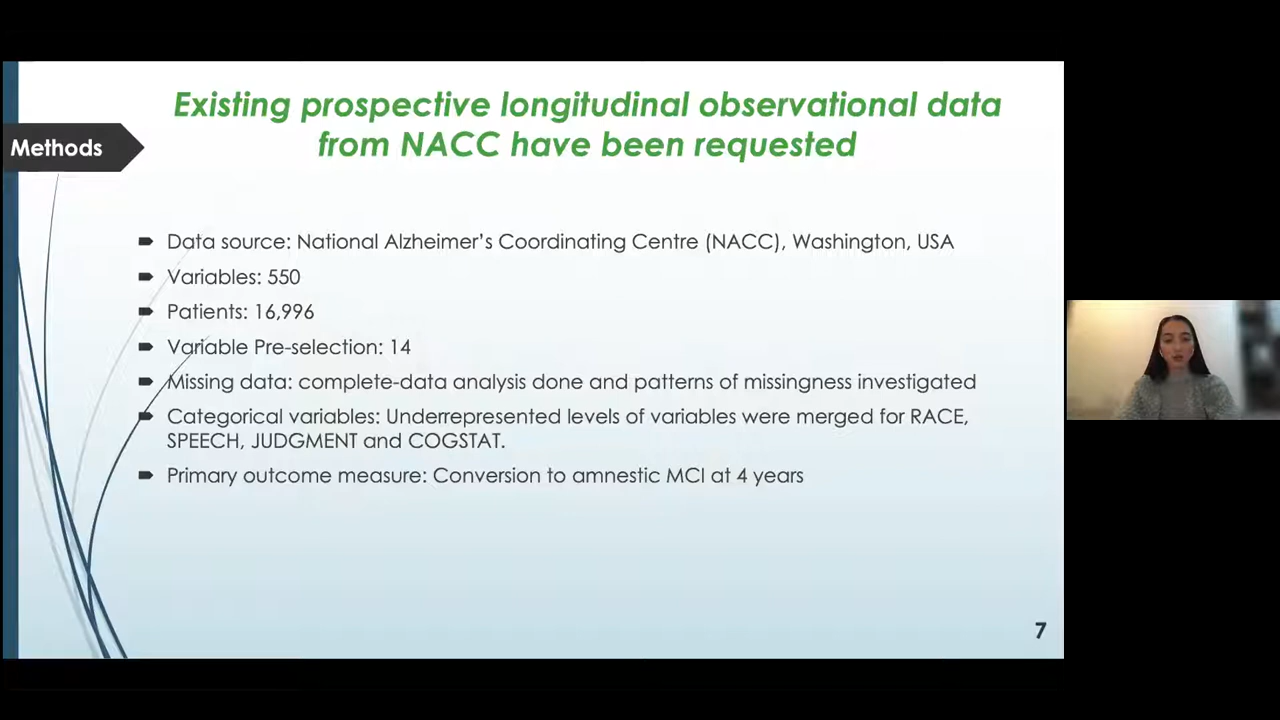 Existing prospective longitudinal observational data
from NACC have been requested
Methods
Data source: National Alzheimer's Coordinating Centre (NACC), Washington, USA
Variables: 550
Patients: 16,996
Variable Pre-selection: 14
Missing data: complete-data analysis done and patterns of missingness investigated
Categorical variables: Underrepresented levels of variables were merged for RACE,
SPEECH, JUDGMENT and COGSTAT.
Primary outcome measure: Conversion to amnestic MCI at 4 years
7